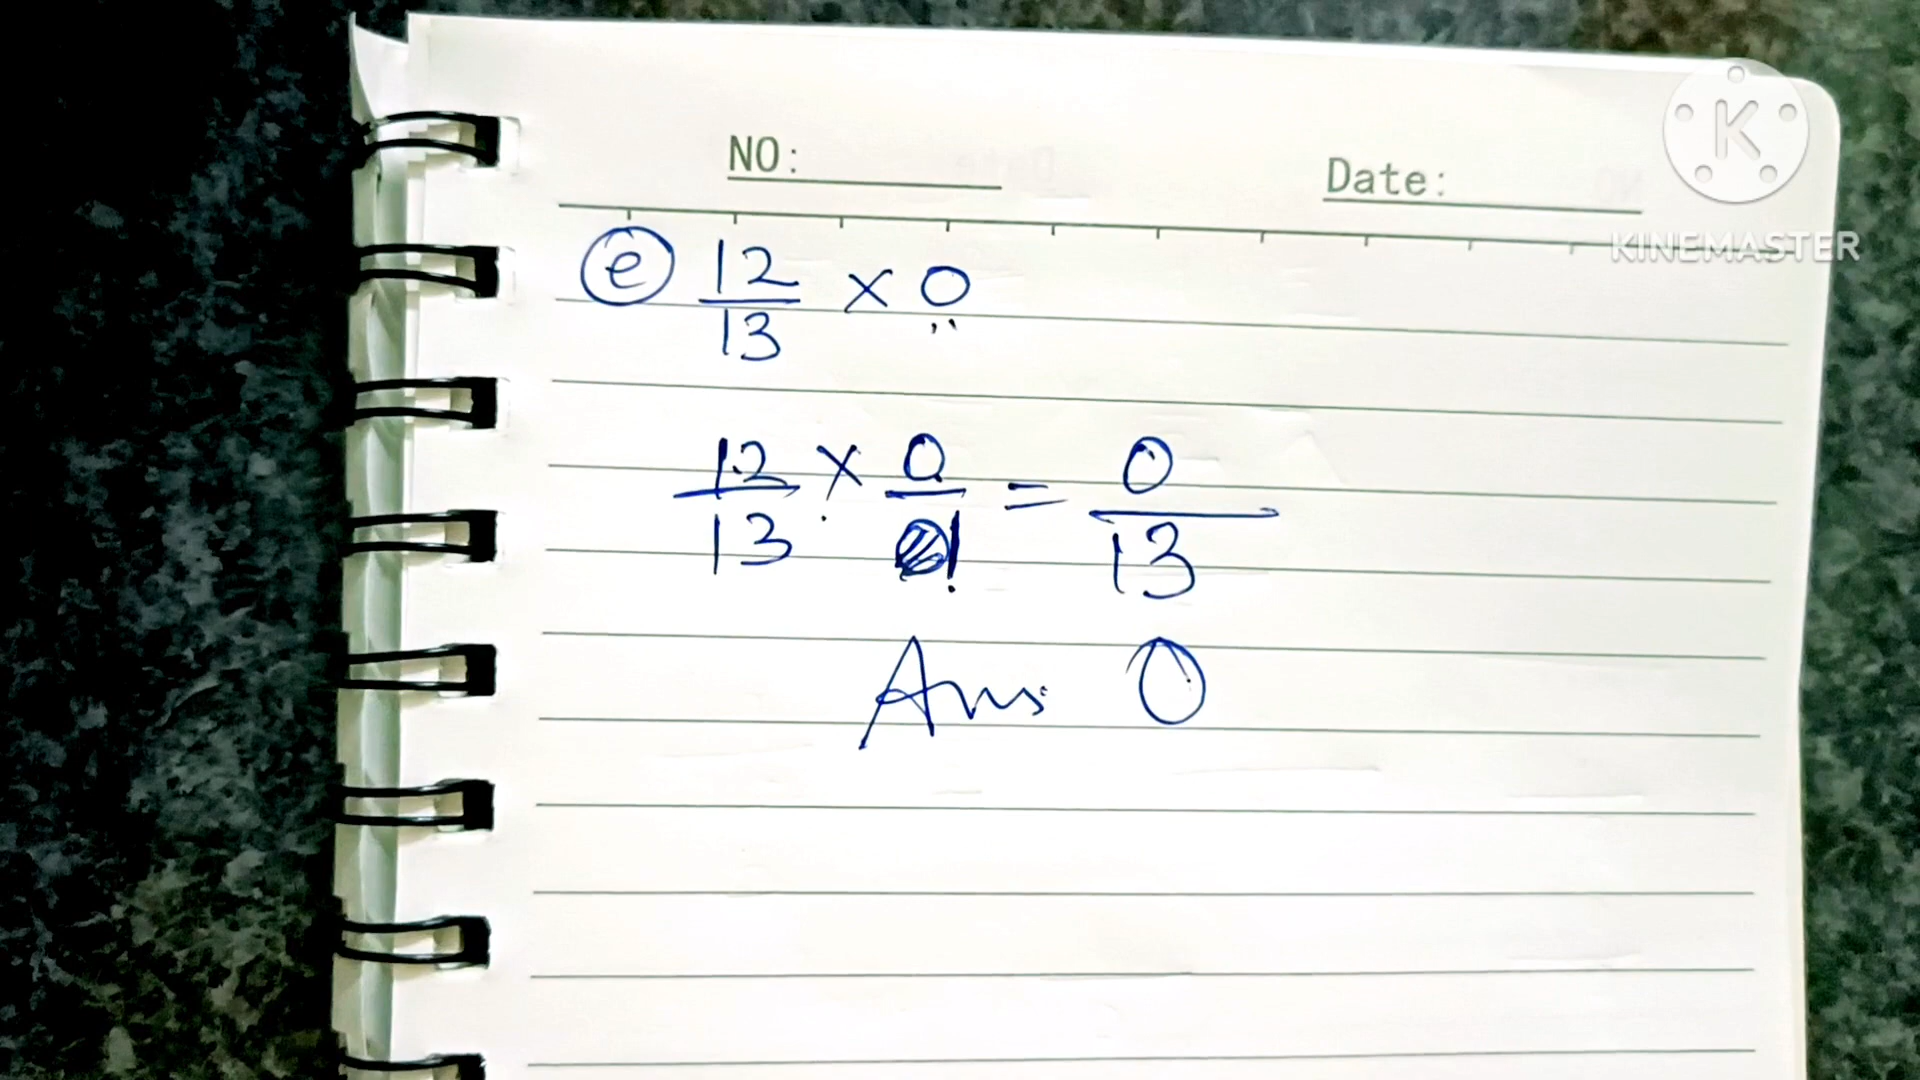 NO: Date:
K
KINEMASTER
ⓔ 12/13 × 0
12/13 × 0/1 = 0/13
Ans 0